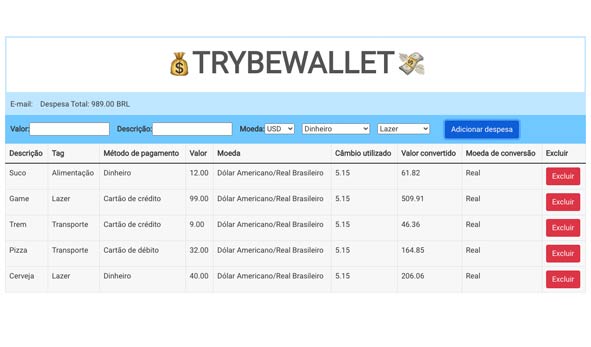 💰TRYBEWALLET💸
E-mail: Despesa Total: 989.00 BRL
Valor: Descrição: Moeda: USD Dinheiro Lazer Adicionar despesa
Descrição Tag Método de pagamento Valor Moeda Câmbio utilizado Valor convertido Moeda de conversão Excluir
Suco Alimentação Dinheiro 12.00 Dólar Americano/Real Brasileiro 5.15 61.82 Real Excluir
Game Lazer Cartão de crédito 99.00 Dólar Americano/Real Brasileiro 5.15 509.91 Real Excluir
Trem Transporte Cartão de crédito 9.00 Dólar Americano/Real Brasileiro 5.15 46.36 Real Excluir
Pizza Transporte Cartão de débito 32.00 Dólar Americano/Real Brasileiro 5.15 164.85 Real Excluir
Cerveja Lazer Dinheiro 40.00 Dólar Americano/Real Brasileiro 5.15 206.06 Real Excluir